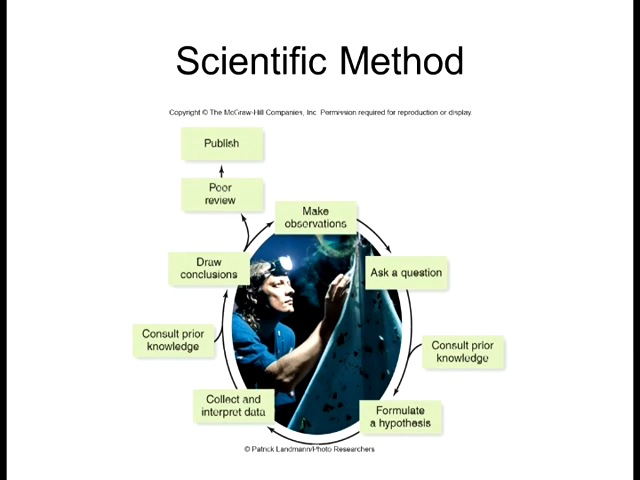 Scientific Method
Copyright © The McGraw-Hill Companies, Inc. Permission required for reproduction or display.
Publish
Peer
review
Make
observations
Draw
conclusions
Ask a question
Consult prior
knowledge
Consult prior
knowledge
Collect and
interpret data
Formulate
a hypothesis
© Patrick Landmann/Photo Researchers